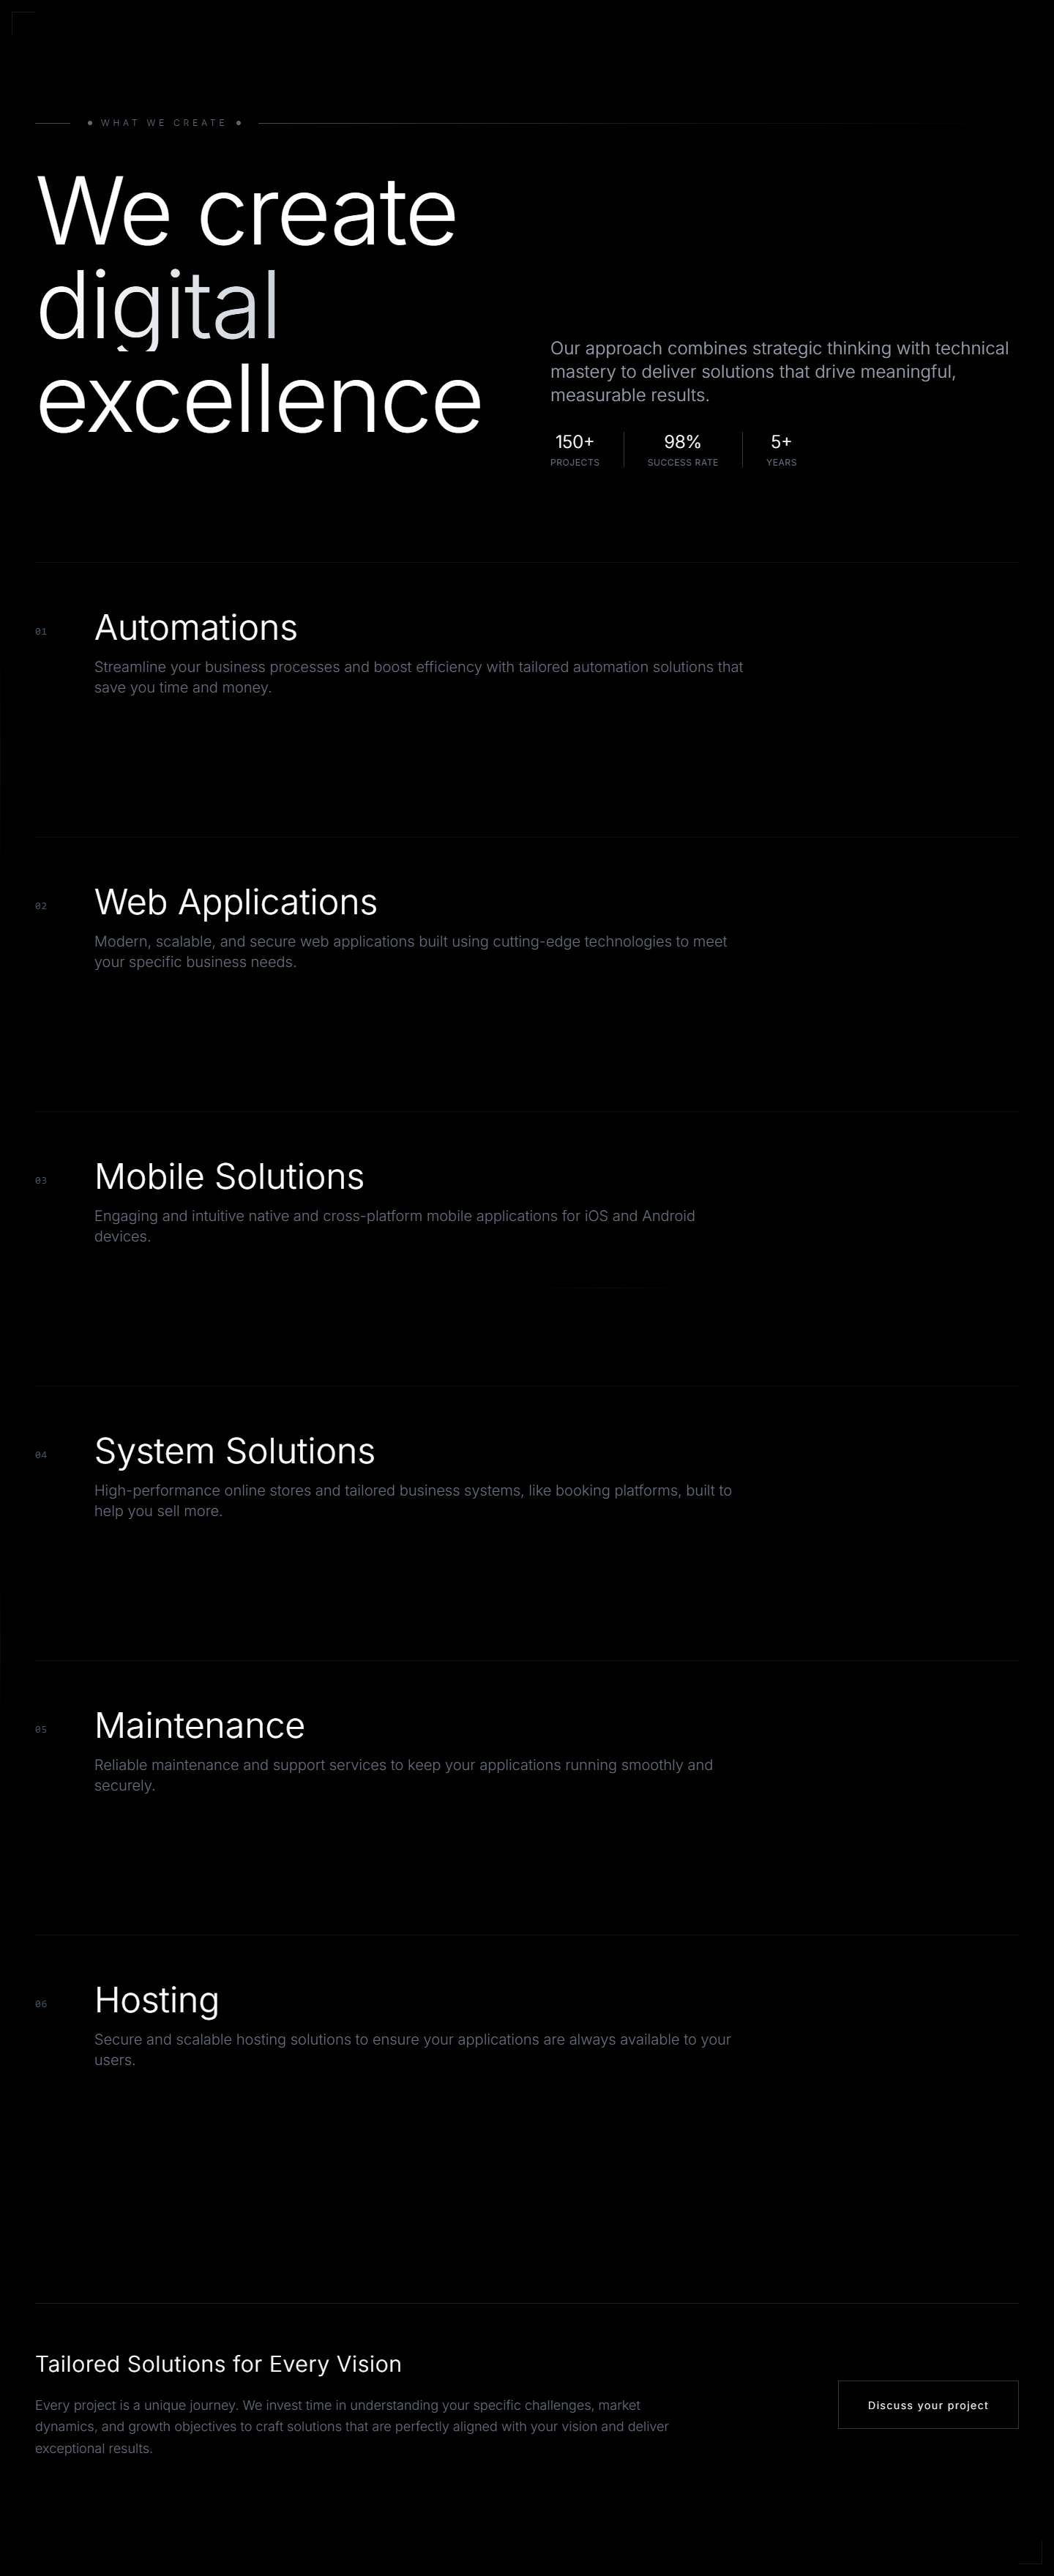 WHAT WE CREATE
We create
digital
excellence
Our approach combines strategic thinking with technical
mastery to deliver solutions that drive meaningful,
measurable results.
150+ 98% 5+
PROJECTS SUCCESS RATE YEARS
01 Automations
Streamline your business processes and boost efficiency with tailored automation solutions that
save you time and money.
02 Web Applications
Modern, scalable, and secure web applications built using cutting-edge technologies to meet
your specific business needs.
03 Mobile Solutions
Engaging and intuitive native and cross-platform mobile applications for iOS and Android
devices.
04 System Solutions
High-performance online stores and tailored business systems, like booking platforms, built to
help you sell more.
05 Maintenance
Reliable maintenance and support services to keep your applications running smoothly and
securely.
06 Hosting
Secure and scalable hosting solutions to ensure your applications are always available to your
users.
Tailored Solutions for Every Vision
Every project is a unique journey. We invest time in understanding your specific challenges, market
dynamics, and growth objectives to craft solutions that are perfectly aligned with your vision and deliver
exceptional results.
Discuss your project